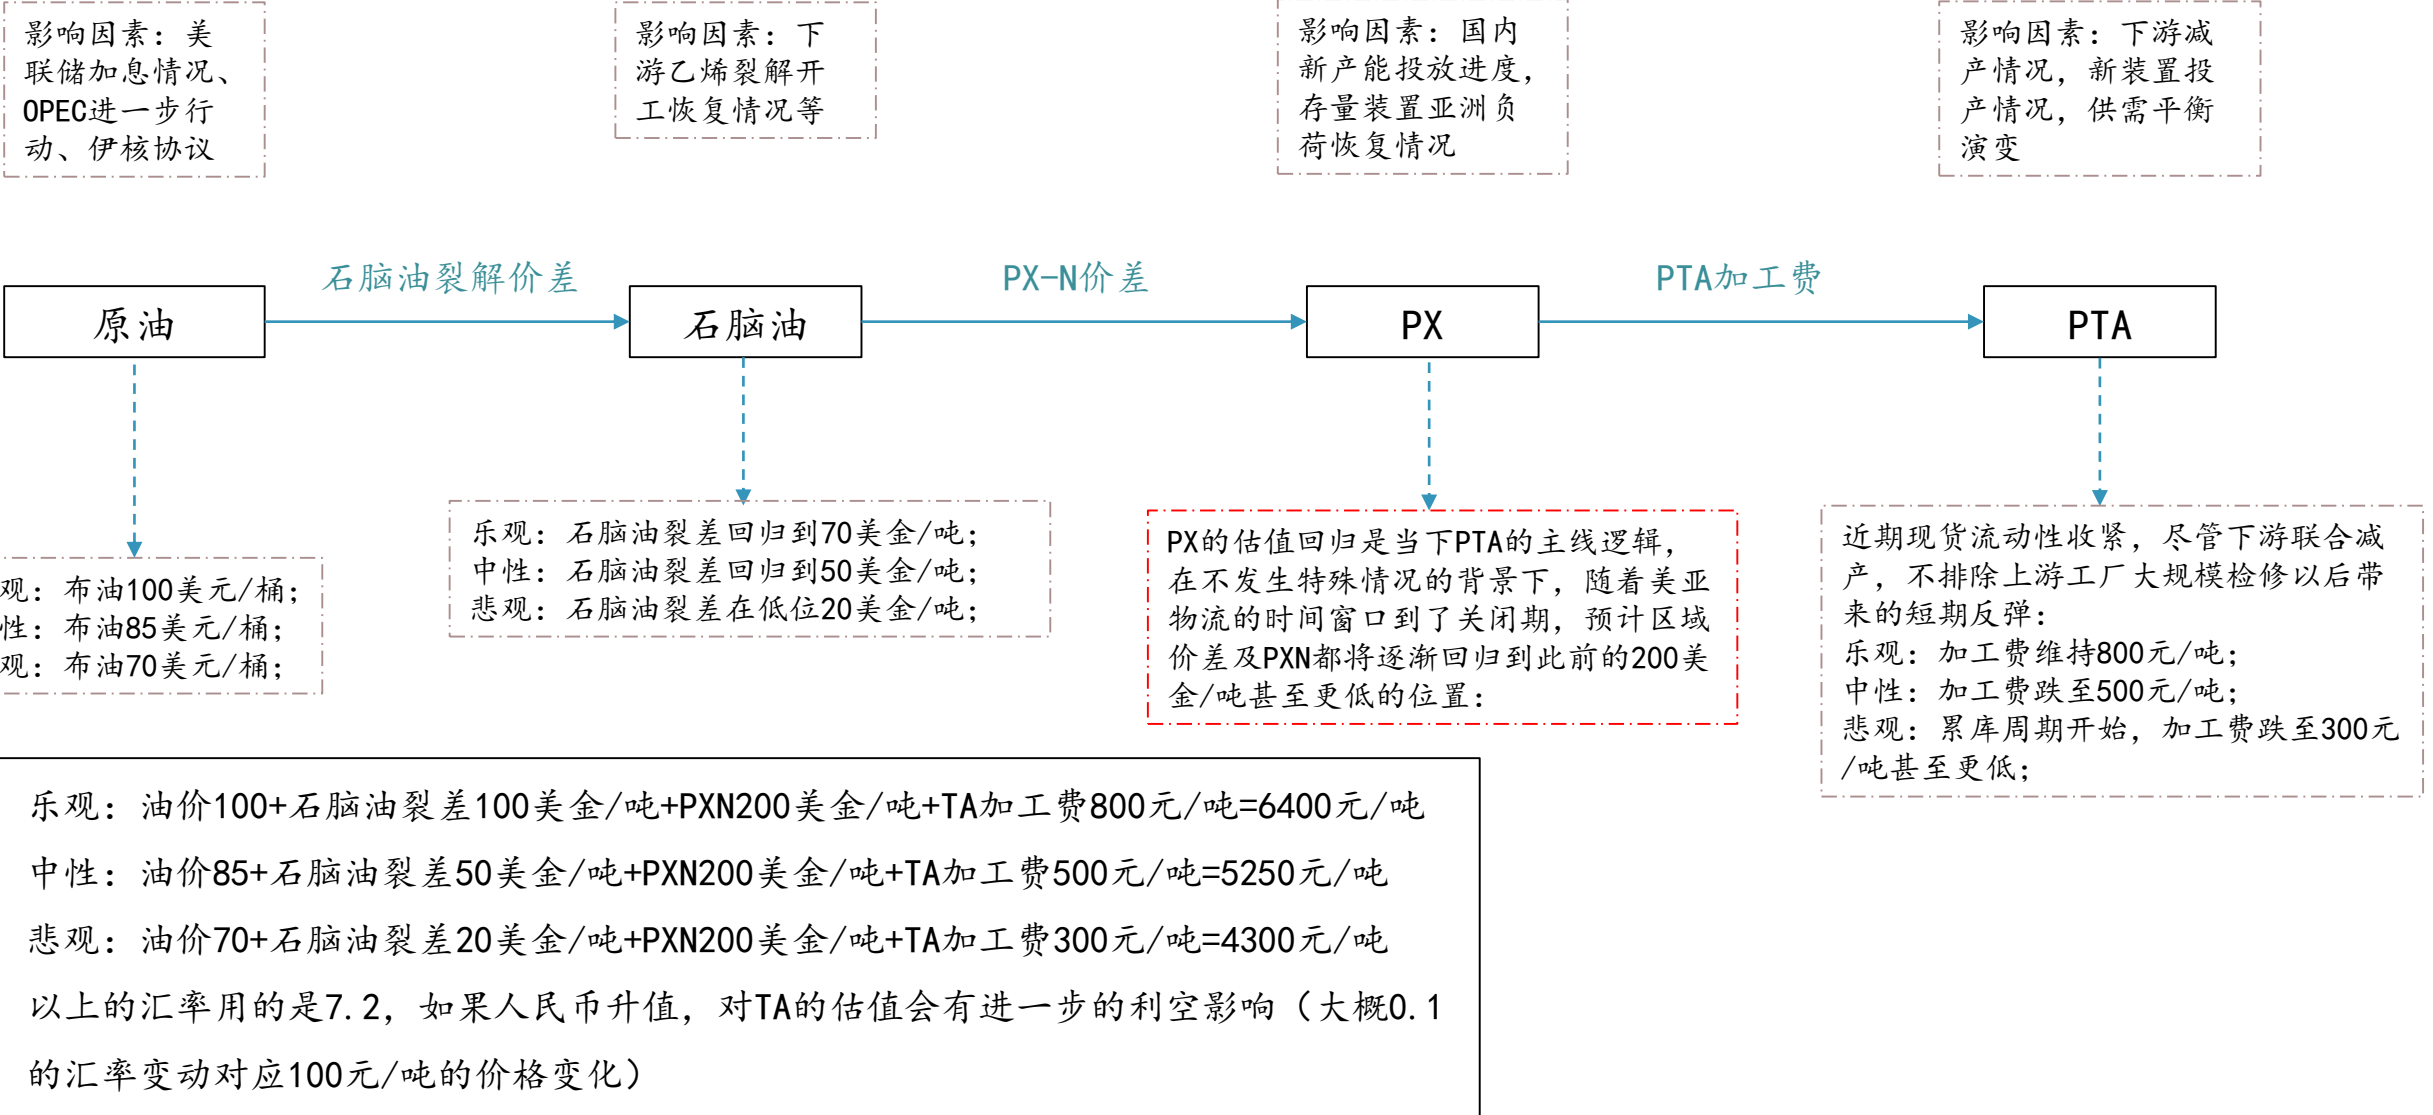 影响因素：美
联储加息情况、
OPEC进一步行
动、伊核协议
影响因素：下
游乙烯裂解开
工恢复情况等
影响因素：国内
新产能投放进度，
存量装置亚洲负
荷恢复情况
影响因素：下游减
产情况，新装置投
产情况，供需平衡
演变
石脑油裂解价差
PX-N价差
PTA加工费
原油
石脑油
PX
PTA
观：布油100美元/桶；
性：布油85美元/桶；
观：布油70美元/桶；
乐观：石脑油裂差回归到70美金/吨；
中性：石脑油裂差回归到50美金/吨；
悲观：石脑油裂差在低位20美金/吨；
PX的估值回归是当下PTA的主线逻辑，
在不发生特殊情况的背景下，随着美亚
物流的时间窗口到了关闭期，预计区域
价差及PXN都将逐渐回归到此前的200美
金/吨甚至更低的位置：
近期现货流动性收紧，尽管下游联合减
产，不排除上游工厂大规模检修以后带
来的短期反弹：
乐观：加工费维持800元/吨；
中性：加工费跌至500元/吨；
悲观：累库周期开始，加工费跌至300元
/吨甚至更低；
乐观：油价100+石脑油裂差100美金/吨+PXN200美金/吨+TA加工费800元/吨=6400元/吨
中性：油价85+石脑油裂差50美金/吨+PXN200美金/吨+TA加工费500元/吨=5250元/吨
悲观：油价70+石脑油裂差20美金/吨+PXN200美金/吨+TA加工费300元/吨=4300元/吨
以上的汇率用的是7.2，如果人民币升值，对TA的估值会有进一步的利空影响（大概0.1
的汇率变动对应100元/吨的价格变化）